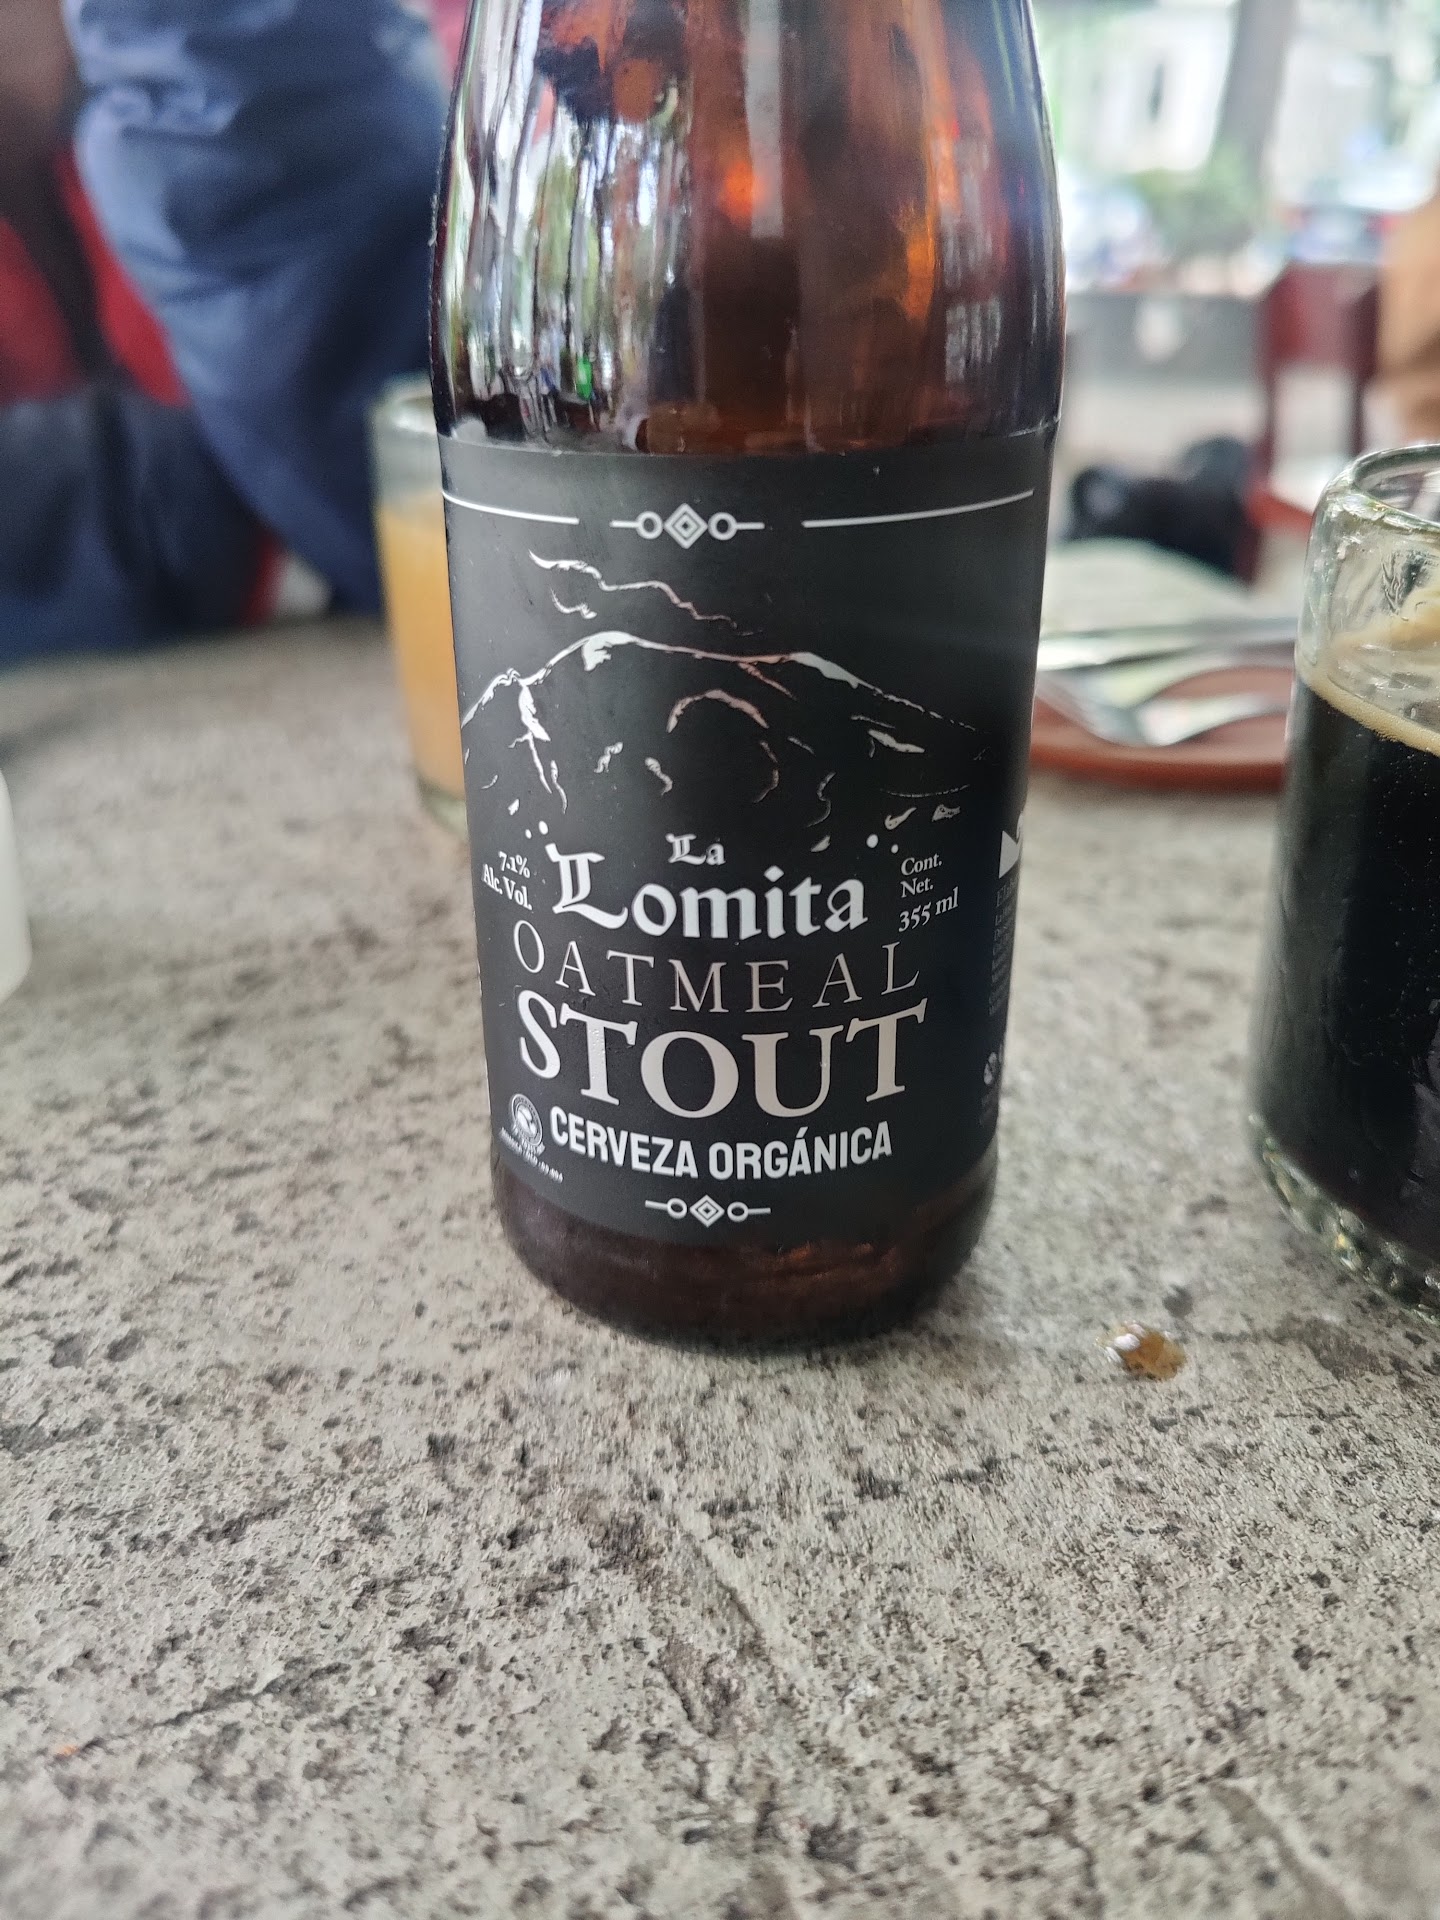 La
Lomita
7.1%
Alc. Vol.
Cont.
Net.
355 ml
OATMEAL
STOUT
CERVEZA ORGÁNICA